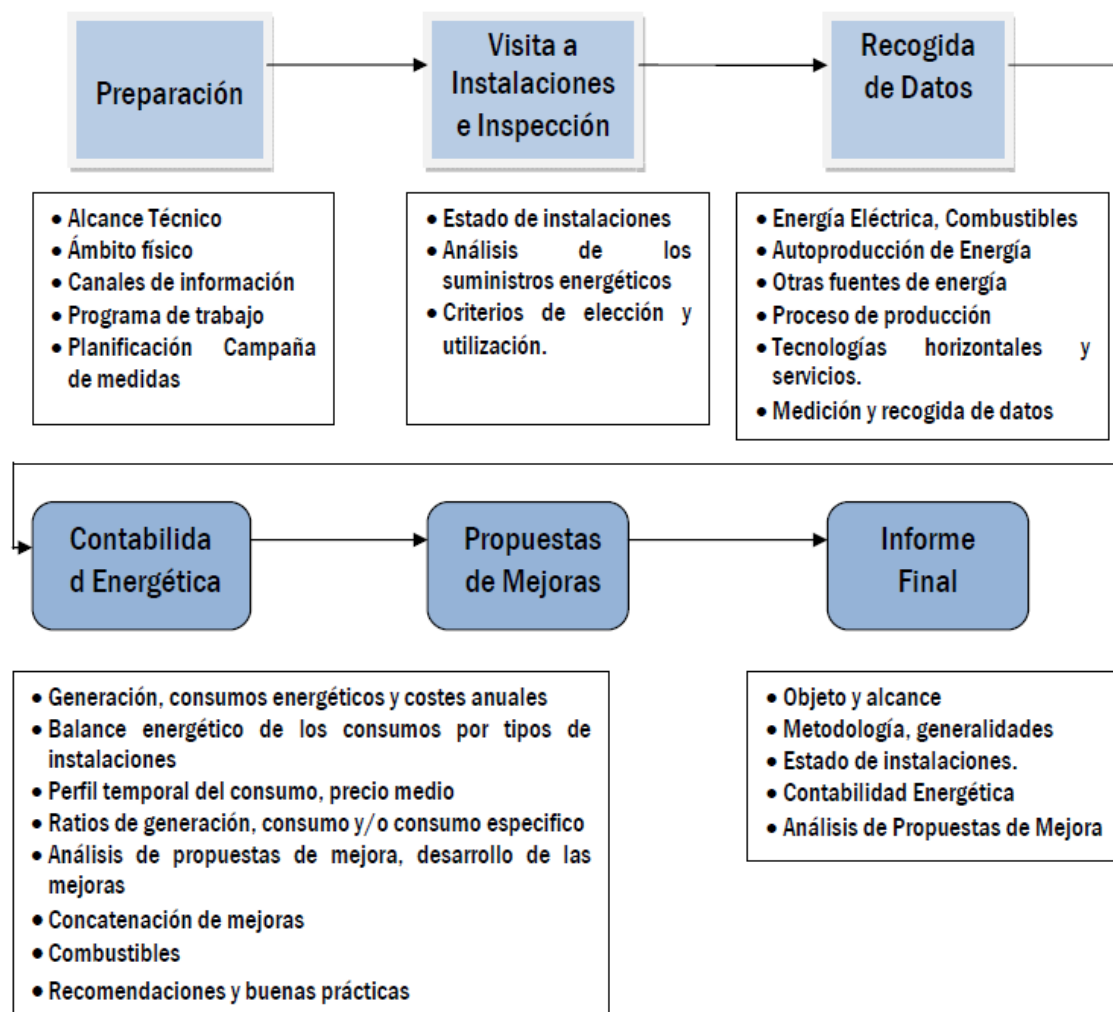 Preparación
Visita a
Instalaciones
e Inspección
Recogida
de Datos
• Alcance Técnico
• Ámbito físico
• Canales de información
• Programa de trabajo
• Planificación Campaña
de medidas
• Estado de instalaciones
• Análisis de los
suministros energéticos
• Criterios de elección y
utilización.
• Energía Eléctrica, Combustibles
• Autoproducción de Energía
• Otras fuentes de energía
• Proceso de producción
• Tecnologías horizontales y
servicios.
• Medición y recogida de datos
Contabilida
d Energética
Propuestas
de Mejoras
Informe
Final
• Generación, consumos energéticos y costes anuales
• Balance energético de los consumos por tipos de
instalaciones
• Perfil temporal del consumo, precio medio
• Ratios de generación, consumo y/o consumo especifico
• Análisis de propuestas de mejora, desarrollo de las
mejoras
• Concatenación de mejoras
• Combustibles
• Recomendaciones y buenas prácticas
• Objeto y alcance
• Metodología, generalidades
• Estado de instalaciones.
• Contabilidad Energética
• Análisis de Propuestas de Mejora